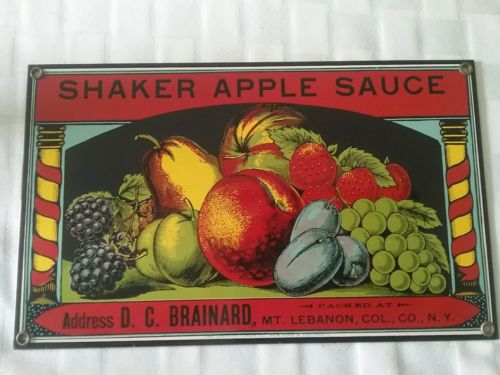 SHAKER APPLE SAUCE
PACKED AT
Address D. C. BRAINARD, MT. LEBANON, COL., CO., N.Y.